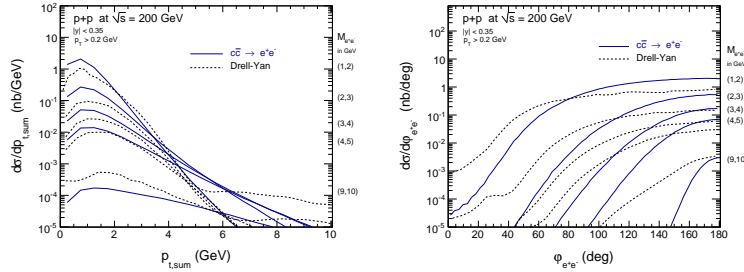 p+p at √s = 200 GeV
|y| < 0.35
p_T > 0.2 GeV
cc̅ → e⁺e⁻
Drell-Yan
M_e⁺e⁻
in GeV
(1,2)
(2,3)
(3,4)
(4,5)
(9,10)
dσ/dp_t,sum (nb/GeV)
10²
10
1
10⁻¹
10⁻²
10⁻³
10⁻⁴
10⁻⁵
0 2 4 6 8 10
p_t,sum (GeV)
p+p at √s = 200 GeV
|y| < 0.35
p_T > 0.2 GeV
cc̅ → e⁺e⁻
Drell-Yan
M_e⁺e⁻
in GeV
(1,2)
(2,3)
(3,4)
(4,5)
(9,10)
dσ/dφ_e⁺e⁻ (nb/deg)
10²
10
1
10⁻¹
10⁻²
10⁻³
10⁻⁴
10⁻⁵
0 20 40 60 80 100 120 140 160 180
φ_e⁺e⁻ (deg)